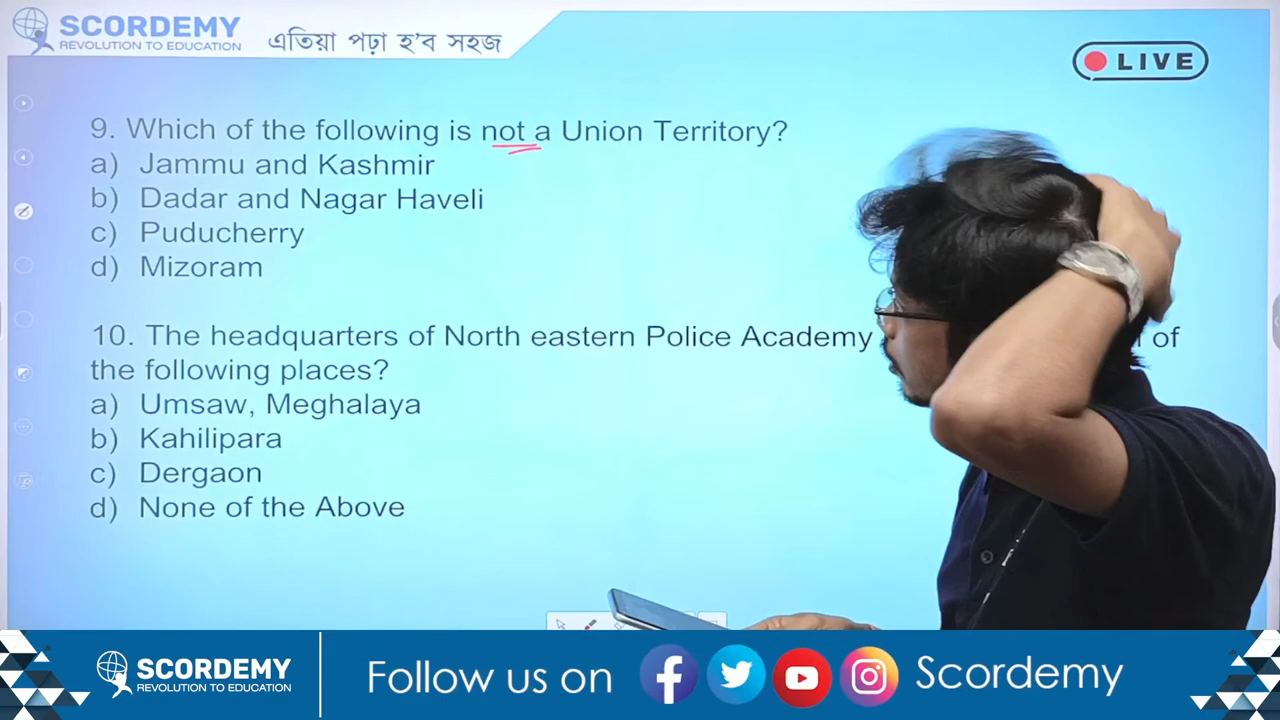 SCORDEMY
REVOLUTION TO EDUCATION
এতিয়া পঢ়া হ'ব সহজ
LIVE
9. Which of the following is not a Union Territory?
a) Jammu and Kashmir
b) Dadar and Nagar Haveli
c) Puducherry
d) Mizoram
10. The headquarters of North eastern Police Academy of
the following places?
a) Umsaw, Meghalaya
b) Kahilipara
c) Dergaon
d) None of the Above
SCORDEMY
REVOLUTION TO EDUCATION
Follow us on Scordemy